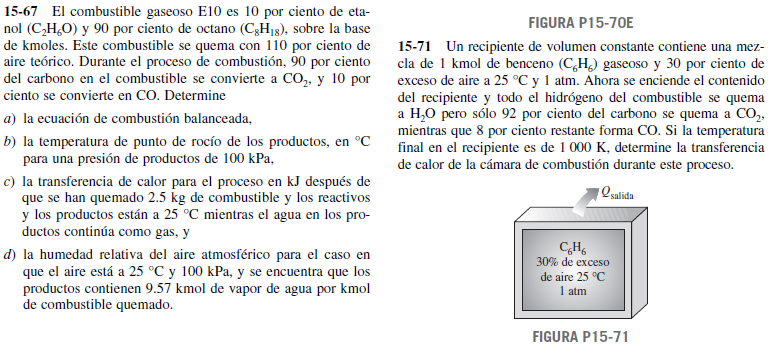 15-67 El combustible gaseoso E10 es 10 por ciento de eta-
nol (C₂H₆O) y 90 por ciento de octano (C₈H₁₈), sobre la base
de kmoles. Este combustible se quema con 110 por ciento de
aire teórico. Durante el proceso de combustión, 90 por ciento
del carbono en el combustible se convierte a CO₂, y 10 por
ciento se convierte en CO. Determine
a) la ecuación de combustión balanceada,
b) la temperatura de punto de rocío de los productos, en °C
para una presión de productos de 100 kPa,
c) la transferencia de calor para el proceso en kJ después de
que se han quemado 2.5 kg de combustible y los reactivos
y los productos están a 25 °C mientras el agua en los pro-
ductos continúa como gas, y
d) la humedad relativa del aire atmosférico para el caso en
que el aire está a 25 °C y 100 kPa, y se encuentra que los
productos contienen 9.57 kmol de vapor de agua por kmol
de combustible quemado.
FIGURA P15-70E
15-71 Un recipiente de volumen constante contiene una mez-
cla de 1 kmol de benceno (C₆H₆) gaseoso y 30 por ciento de
exceso de aire a 25 °C y 1 atm. Ahora se enciende el contenido
del recipiente y todo el hidrógeno del combustible se quema
a H₂O pero sólo 92 por ciento del carbono se quema a CO₂,
mientras que 8 por ciento restante forma CO. Si la temperatura
final en el recipiente es de 1 000 K, determine la transferencia
de calor de la cámara de combustión durante este proceso.
Qsalida
C₆H₆
30% de exceso
de aire 25 °C
1 atm
FIGURA P15-71